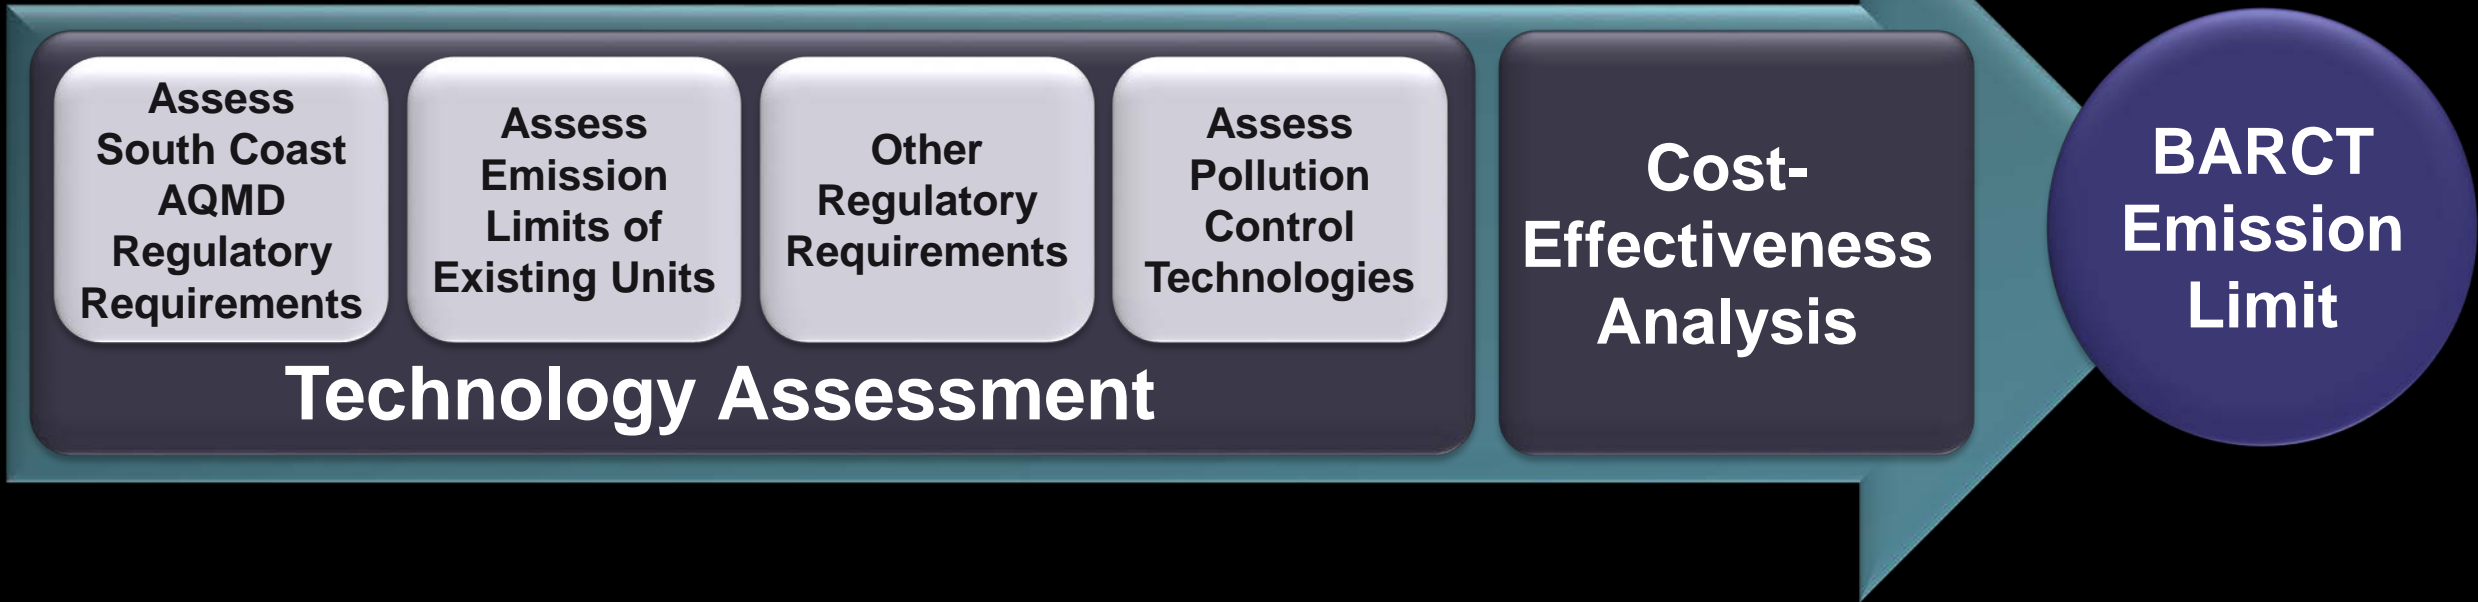 Assess
South Coast
AQMD
Regulatory
Requirements
Assess
Emission
Limits of
Existing Units
Other
Regulatory
Requirements
Assess
Pollution
Control
Technologies
Technology Assessment
Cost-
Effectiveness
Analysis
BARCT
Emission
Limit